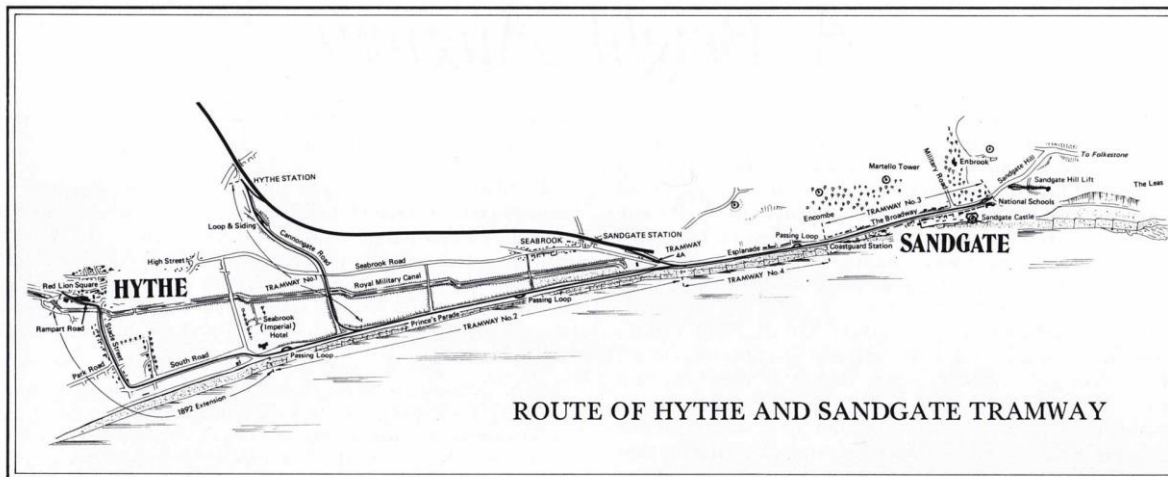 To Folkestone
Enbrook
Military Road
Sandgate Hill
Martello Tower
Sandgate Hill Lift
The Leas
HYTHE STATION
TRAMWAY No.3
National Schools
Encombe
The Broadway
Sandgate Castle
Loop & Siding
Cannongate Road
SANDGATE STATION
Passing Loop
Coastguard Station
SANDGATE
SEABROOK
TRAMWAY
4A
Esplanade
High Street
Seabrook Road
TRAMWAY No.4
Red Lion Square
HYTHE
TRAMWAY No.1
Royal Military Canal
Passing Loop
Rampart Road
Seabrook
(Imperial)
Hotel
Prince's Parade
TRAMWAY No.2
Stade Street
South Road
Passing Loop
Park Road
1892 Extension
ROUTE OF HYTHE AND SANDGATE TRAMWAY